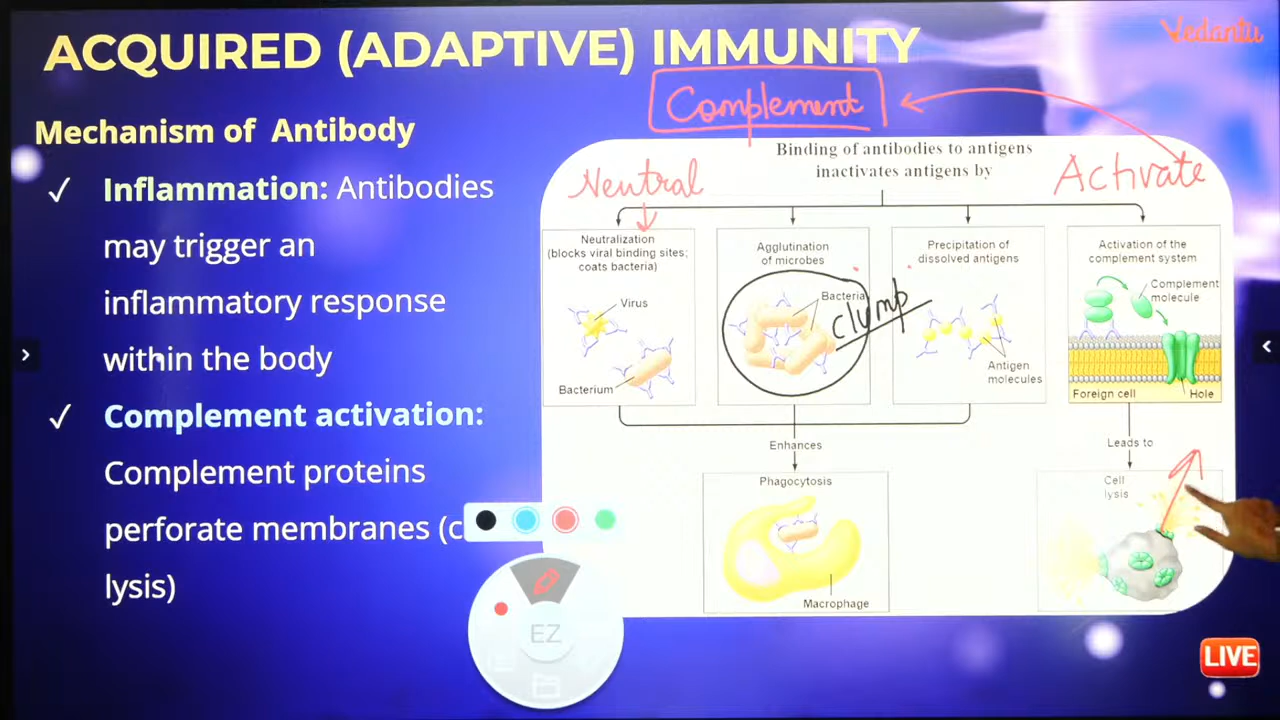 ACQUIRED (ADAPTIVE) IMMUNITY
Vedantu
Complement
Mechanism of Antibody
✓ Inflammation: Antibodies
may trigger an
inflammatory response
within the body
✓ Complement activation:
Complement proteins
perforate membranes (c
lysis)
Binding of antibodies to antigens
inactivates antigens by
Neutral
Activate
Neutralization
(blocks viral binding sites;
coats bacteria)
Virus
Bacterium
Agglutination
of microbes
Bacteria
clump
Precipitation of
dissolved antigens
Antigen
molecules
Activation of the
complement system
Complement
molecule
Foreign cell
Hole
Enhances
Leads to
Phagocytosis
Macrophage
Cell
lysis
EZ
LIVE